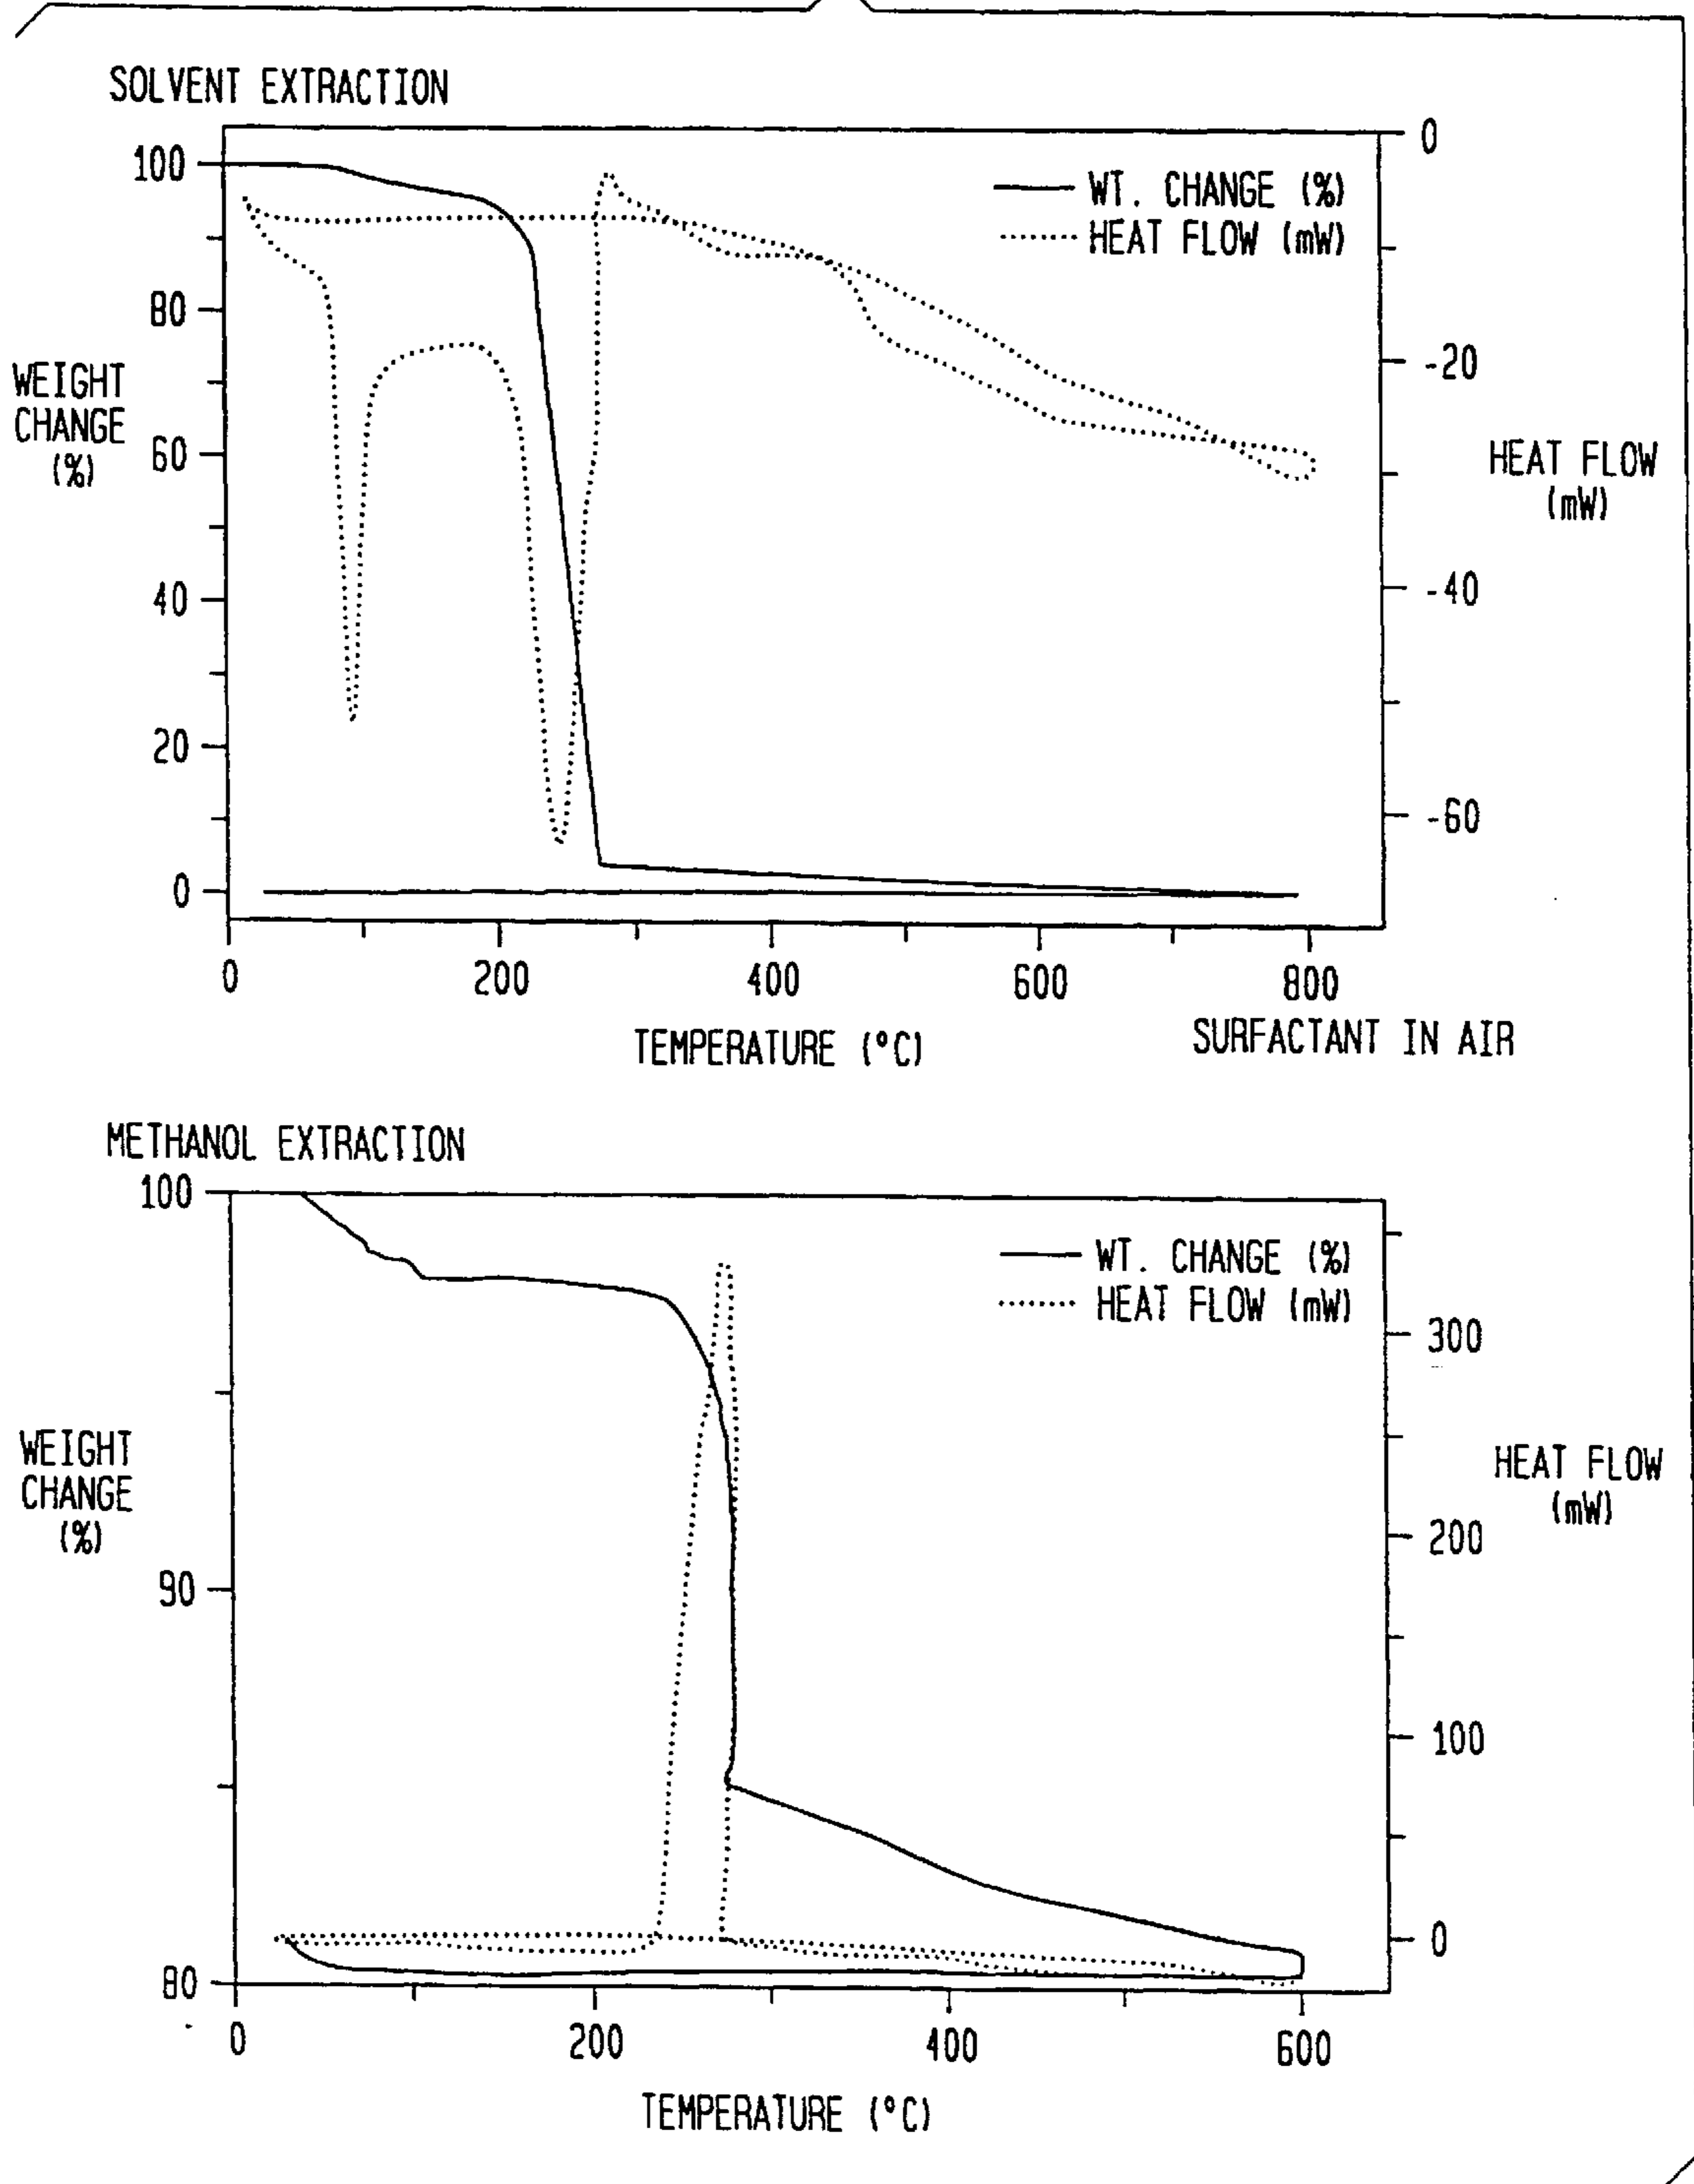 SOLVENT EXTRACTION
WT. CHANGE (%)
HEAT FLOW (mW)
WEIGHT
CHANGE
(%)
100
80
60
40
20
0
0
-20
-40
-60
HEAT FLOW
(mW)
0 200 400 600 800
TEMPERATURE (°C)
SURFACTANT IN AIR
METHANOL EXTRACTION
WT. CHANGE (%)
HEAT FLOW (mW)
WEIGHT
CHANGE
(%)
100
90
80
300
200
100
0
HEAT FLOW
(mW)
0 200 400 600
TEMPERATURE (°C)